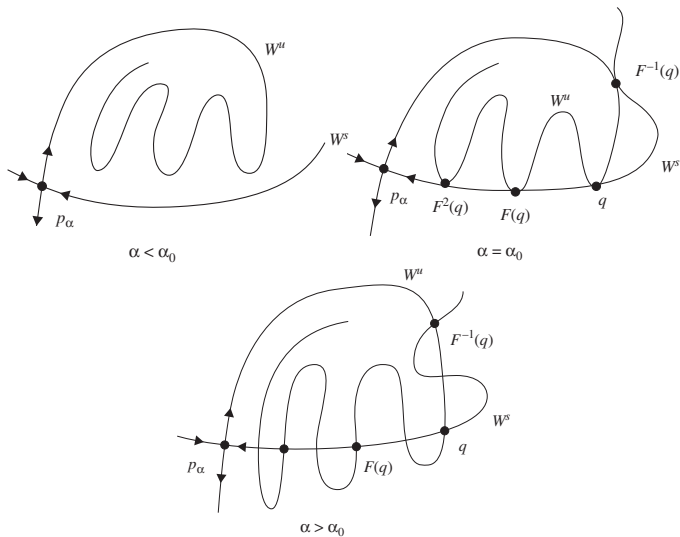 W^u
W^s
p_α
α < α_0
F^{-1}(q)
W^u
W^s
p_α
F^2(q)
F(q)
q
α = α_0
W^u
F^{-1}(q)
W^s
p_α
F(q)
q
α > α_0